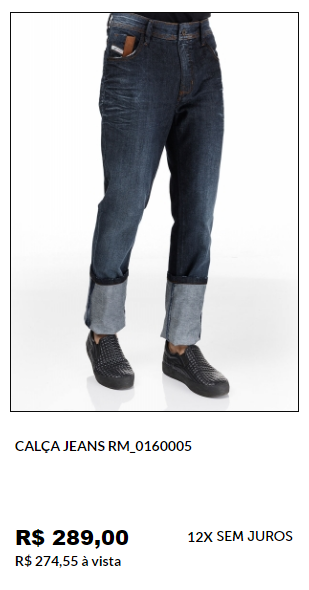 CALÇA JEANS RM_0160005
R$ 289,00
12X SEM JUROS
R$ 274,55 à vista